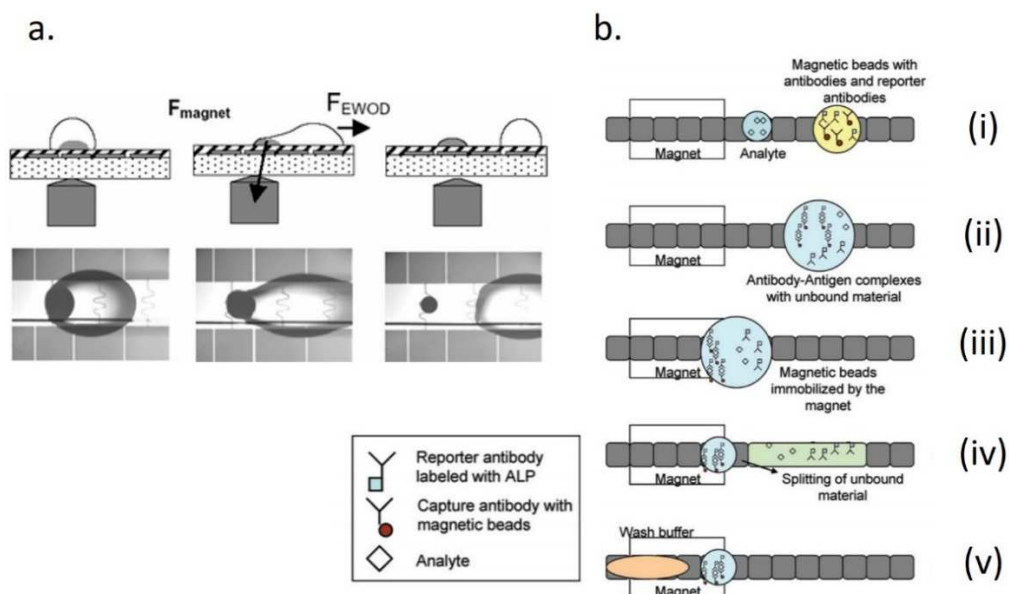 a.
F_magnet
F_EWOD
b.
Magnetic beads with
antibodies and reporter
antibodies
Magnet
Analyte
(i)
Magnet
Antibody-Antigen complexes
with unbound material
(ii)
Magnet
Magnetic beads
immobilized by the
magnet
(iii)
Magnet
Splitting of unbound
material
(iv)
Wash buffer
Magnet
(v)
Reporter antibody
labeled with ALP
Capture antibody with
magnetic beads
Analyte